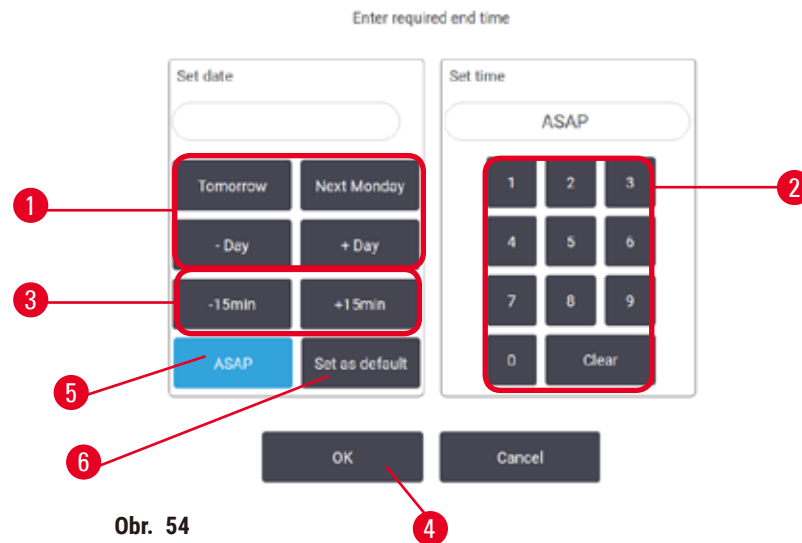 Enter required end time
Set date
Set time
ASAP
Tomorrow Next Monday
- Day + Day
-15min +15min
ASAP Set as default
1 2 3
4 5 6
7 8 9
0 Clear
OK Cancel
1
2
3
5
6
4
Obr. 54